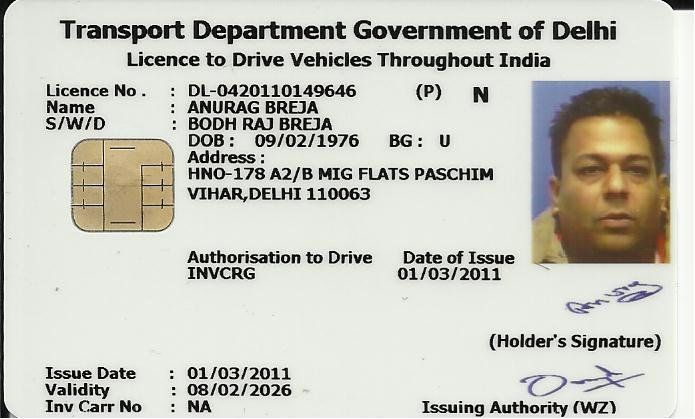 Transport Department Government of Delhi
Licence to Drive Vehicles Throughout India
Licence No . : DL-0420110149646 (P) N
Name : ANURAG BREJA
S/W/D : BODH RAJ BREJA
DOB : 09/02/1976 BG : U
Address :
HNO-178 A2/B MIG FLATS PASCHIM
VIHAR,DELHI 110063
Authorisation to Drive Date of Issue
INVCRG 01/03/2011
Anurag
(Holder's Signature)
Issue Date : 01/03/2011
Validity : 08/02/2026
Inv Carr No : NA
Issuing Authority (WZ)